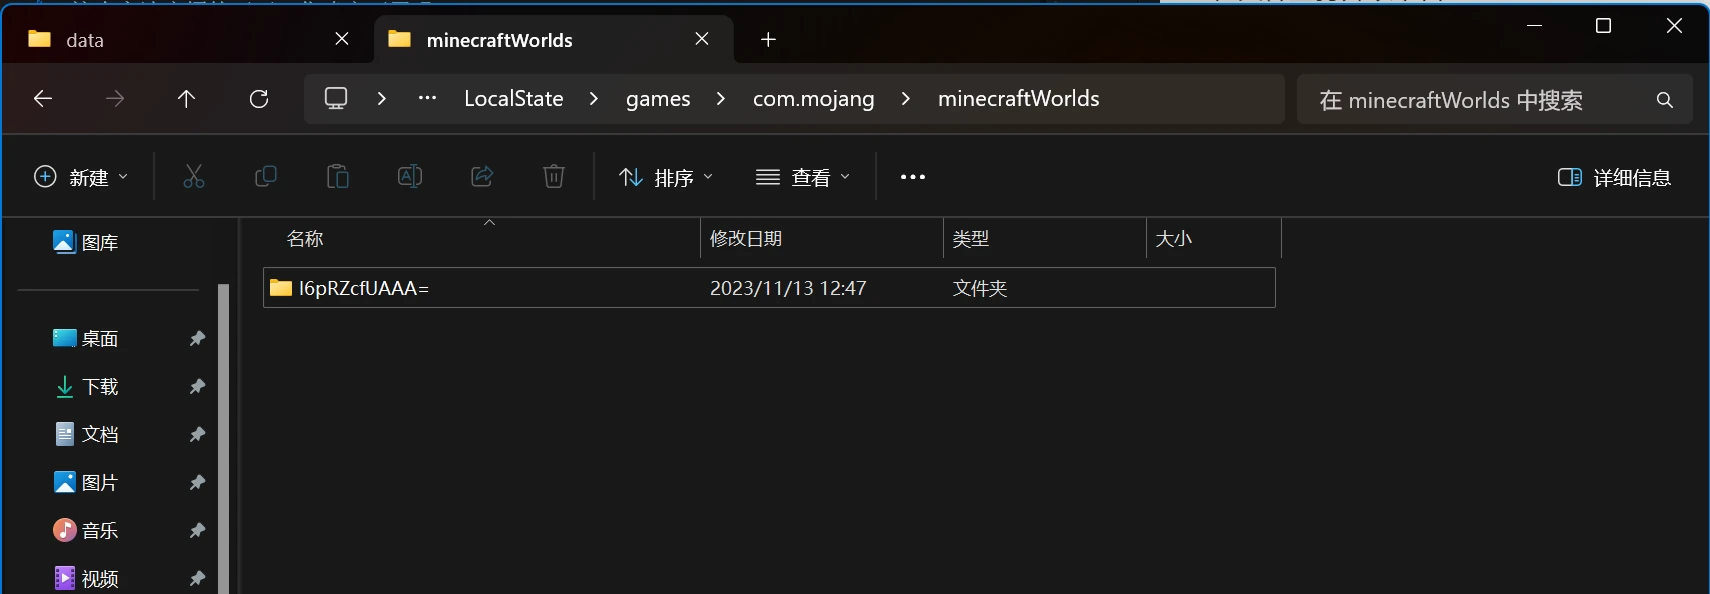 data
minecraftWorlds
LocalState
games
com.mojang
minecraftWorlds
在 minecraftWorlds 中搜索
新建
排序
查看
详细信息
图库
名称
修改日期
类型
大小
I6pRZcfUAAA=
2023/11/13 12:47
文件夹
桌面
下载
文档
图片
音乐
视频